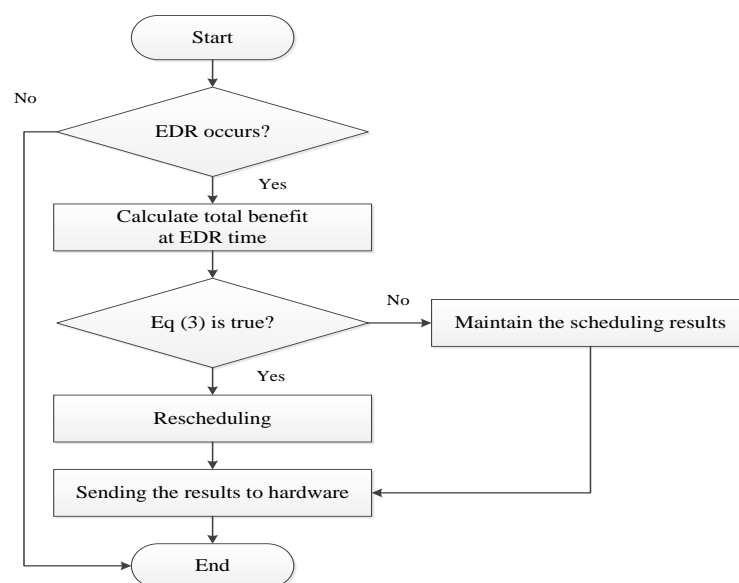 Start
No
EDR occurs?
Yes
Calculate total benefit
at EDR time
No
Eq (3) is true?
Maintain the scheduling results
Yes
Rescheduling
Sending the results to hardware
End